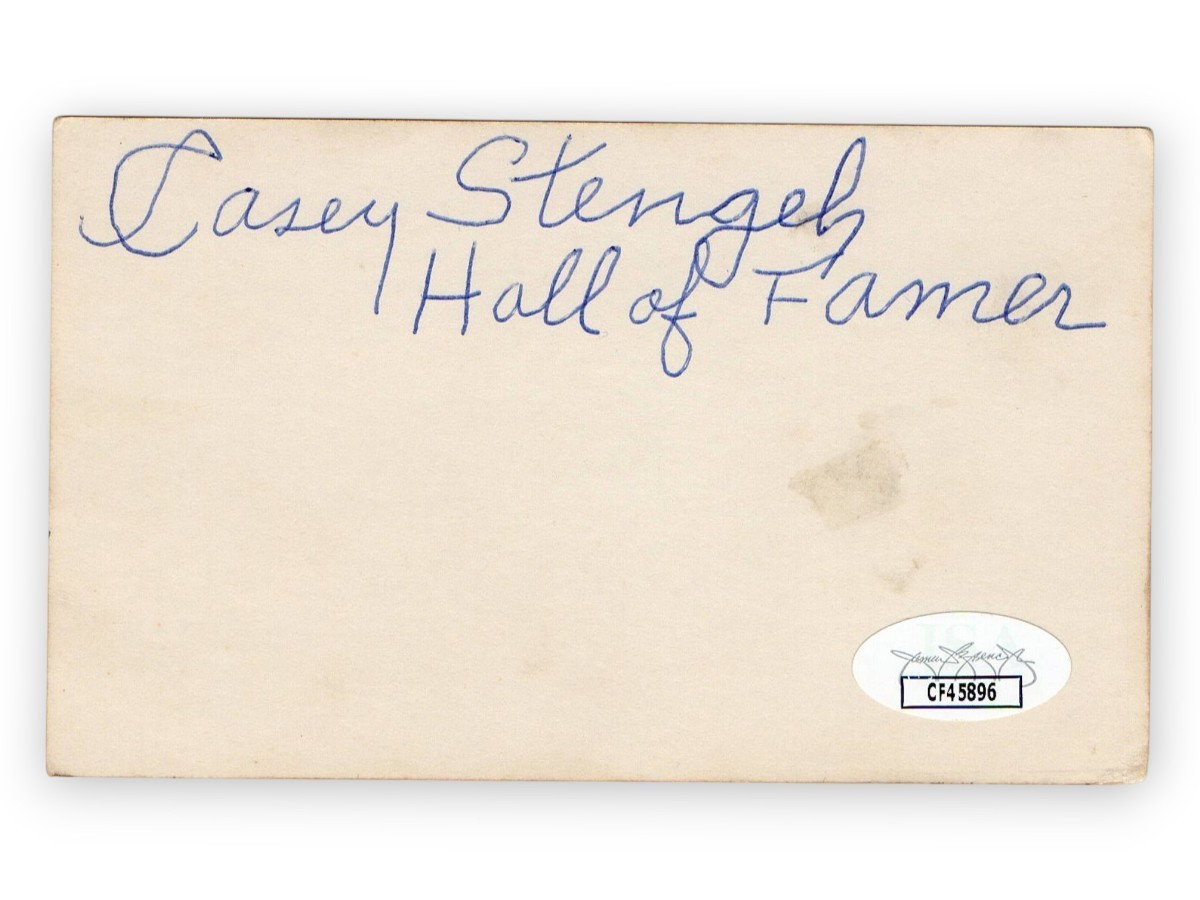 Casey Stengel
Hall of Famer
CF45896